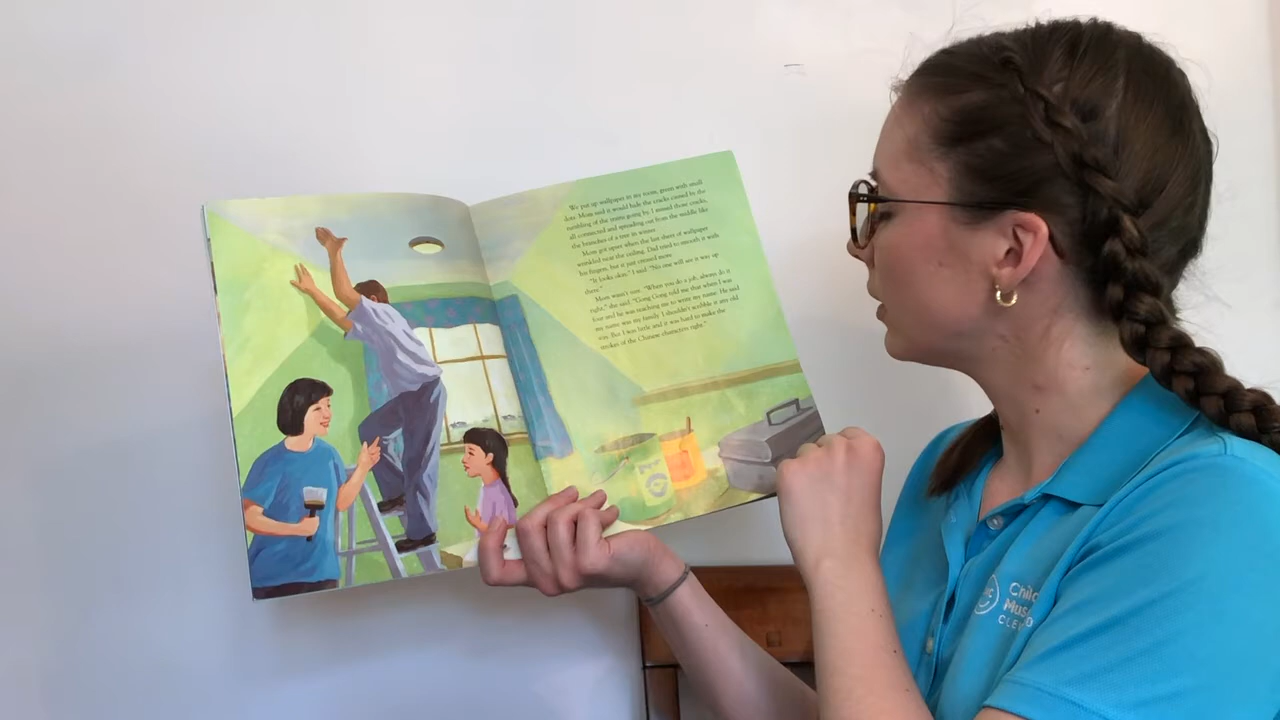 We put up wallpaper in my room, green with small
dots. Mom said it would hide the cracks caused by the
rumbling of the trains going by. I missed those cracks,
all connected and spreading out from the middle like
the branches of a tree in winter.
Mom got upset when the last sheet of wallpaper
wrinkled near the ceiling. Dad tried to smooth it with
his fingers, but it just creased more.
"It looks okay," I said. "No one will see it way up
there."
Mom wasn't sure. "When you do a job, always do it
right," she said. "Gong Gong told me that when I was
four and he was teaching me to write my name. He said
my name was my family. I shouldn't scribble it any old
way. But I was little and it was hard to make the
strokes of the Chinese characters right."
Child
Mus
CLEV